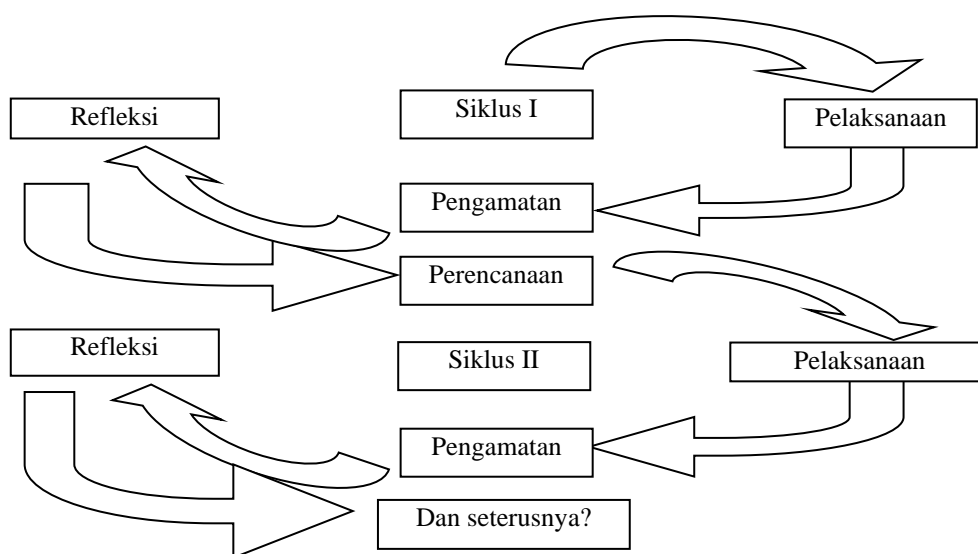 Refleksi
Siklus I
Pelaksanaan
Pengamatan
Perencanaan
Refleksi
Siklus II
Pelaksanaan
Pengamatan
Dan seterusnya?